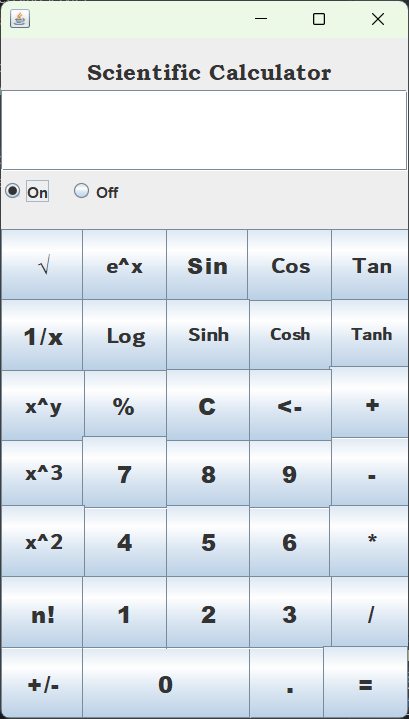 Scientific Calculator
On Off
√ e^x Sin Cos Tan
1/x Log Sinh Cosh Tanh
x^y % C <- +
x^3 7 8 9 -
x^2 4 5 6 *
n! 1 2 3 /
+/- 0 . =